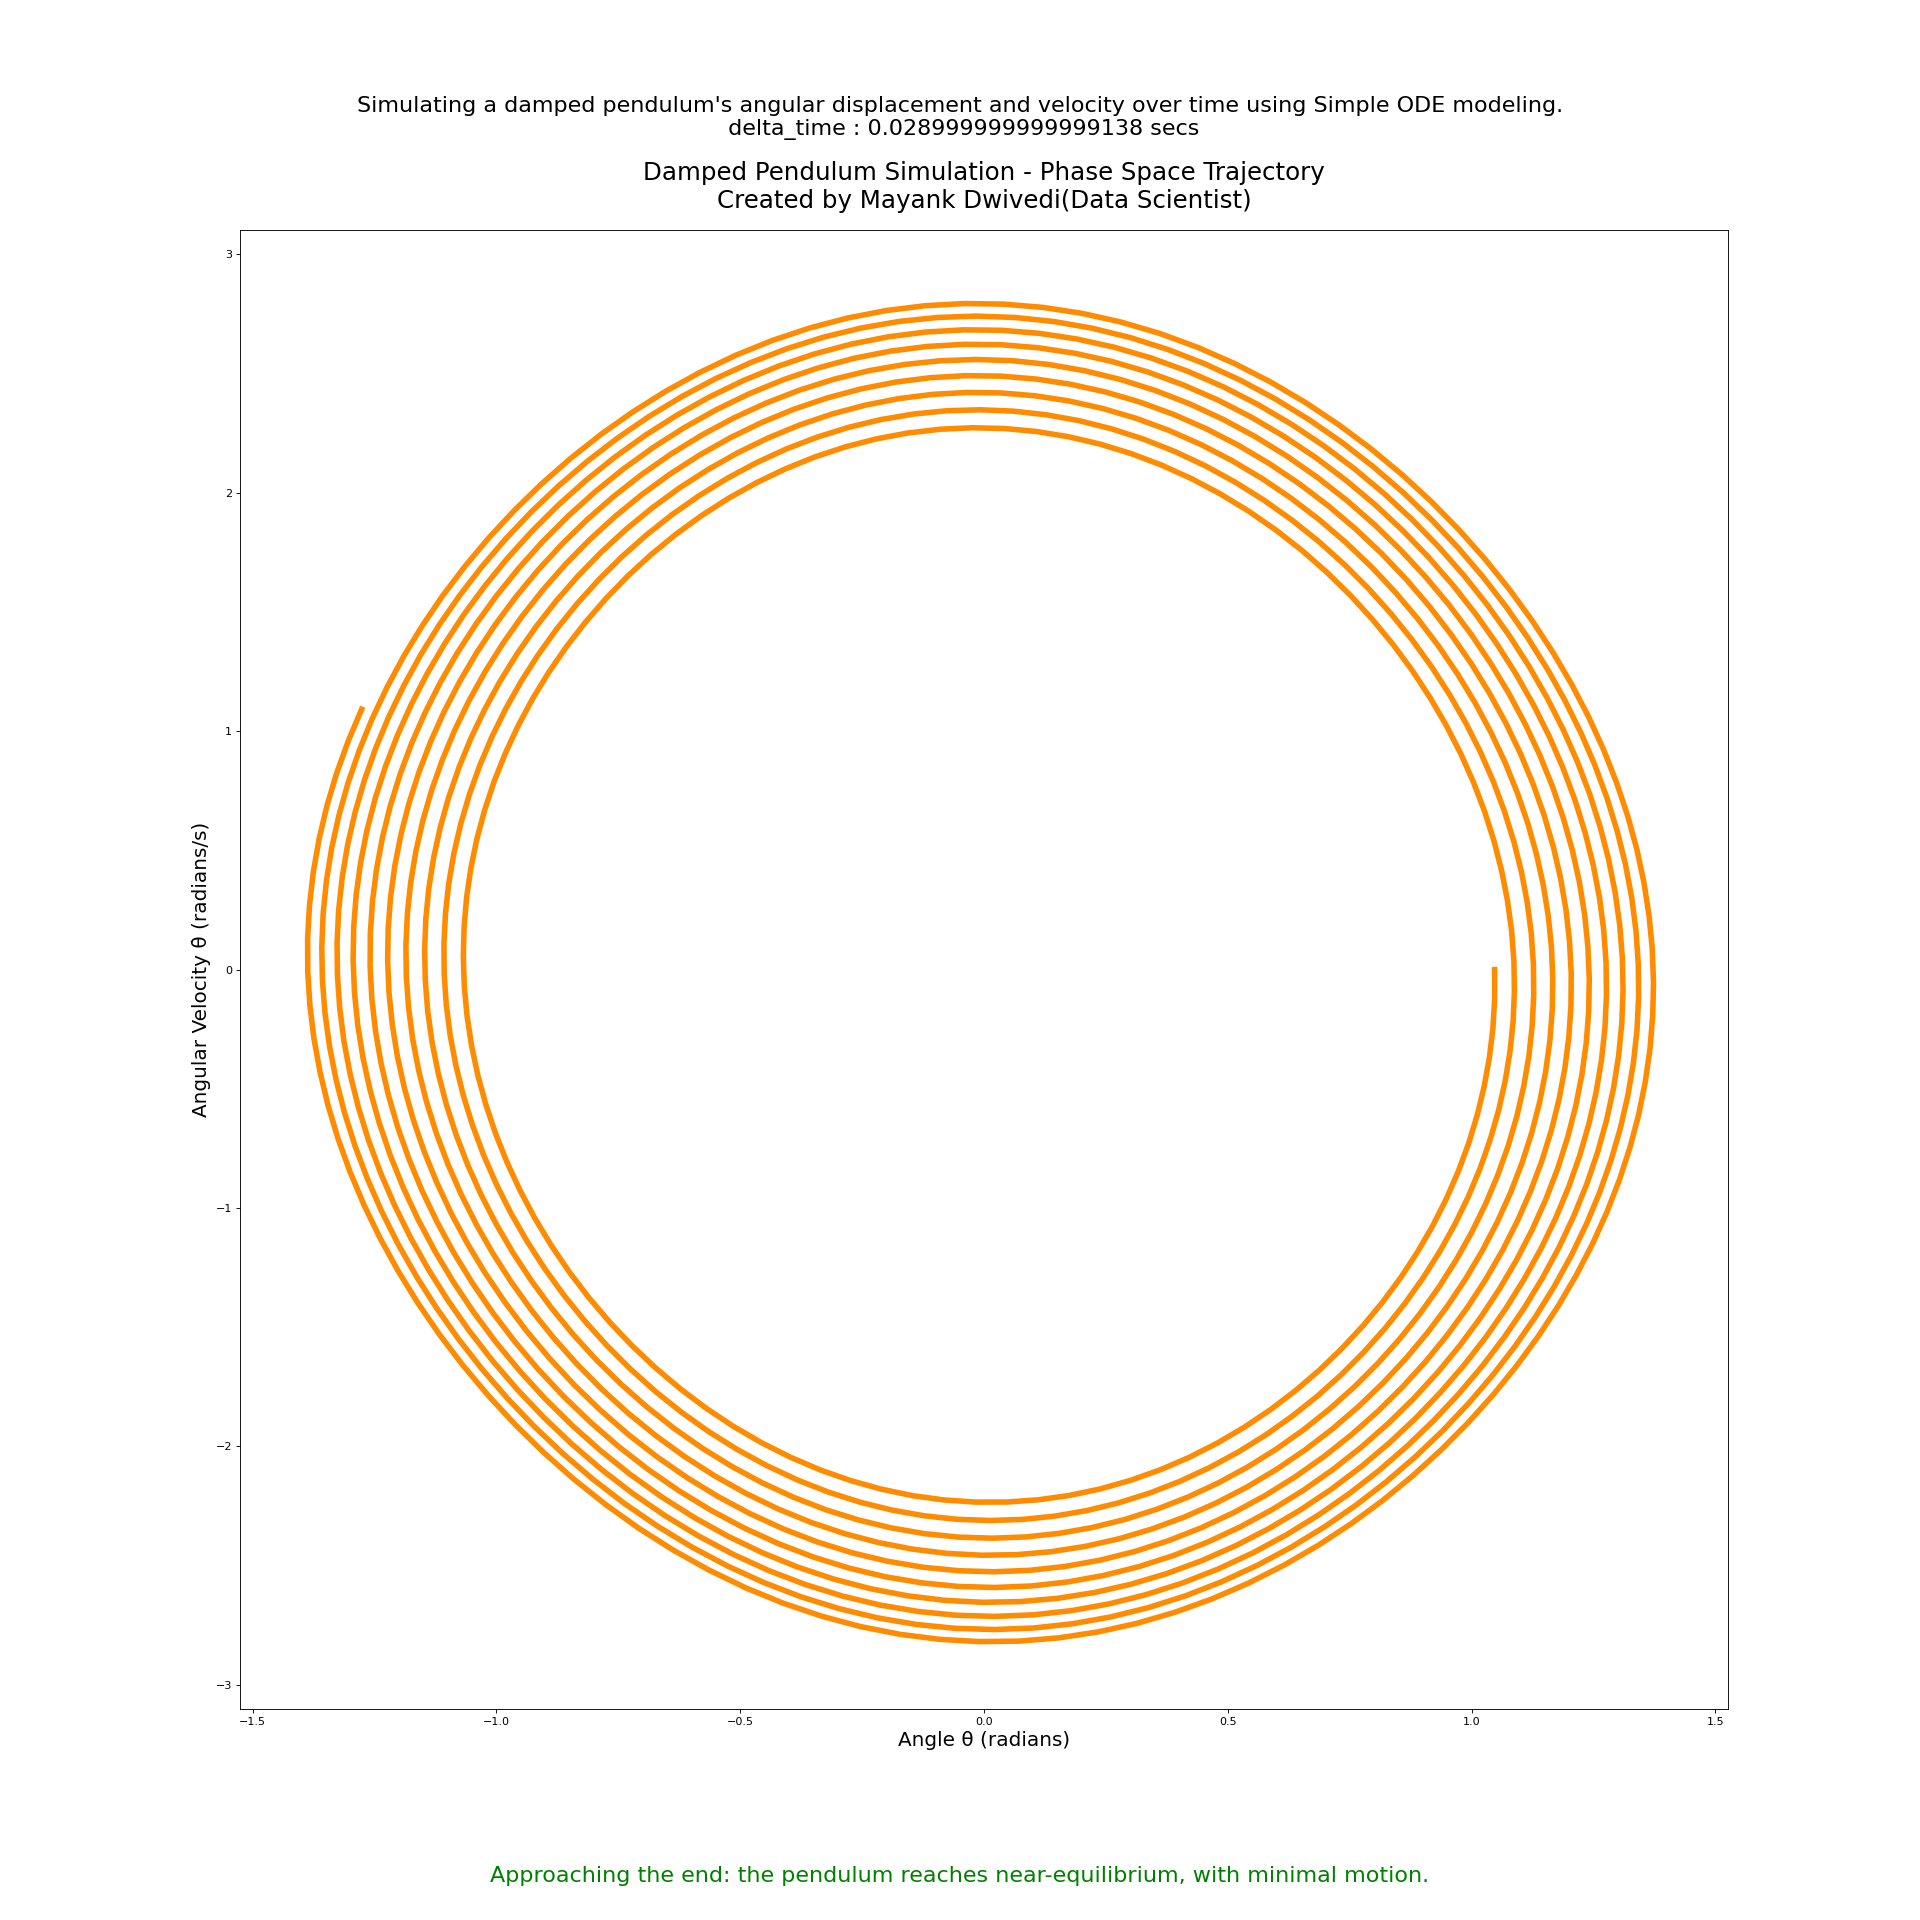 Simulating a damped pendulum's angular displacement and velocity over time using Simple ODE modeling.
delta_time : 0.028999999999999138 secs
Damped Pendulum Simulation - Phase Space Trajectory
Created by Mayank Dwivedi(Data Scientist)
3
2
1
0
−1
−2
−3
Angular Velocity θ (radians/s)
−1.5
−1.0
−0.5
0.0
0.5
1.0
1.5
Angle θ (radians)
Approaching the end: the pendulum reaches near-equilibrium, with minimal motion.